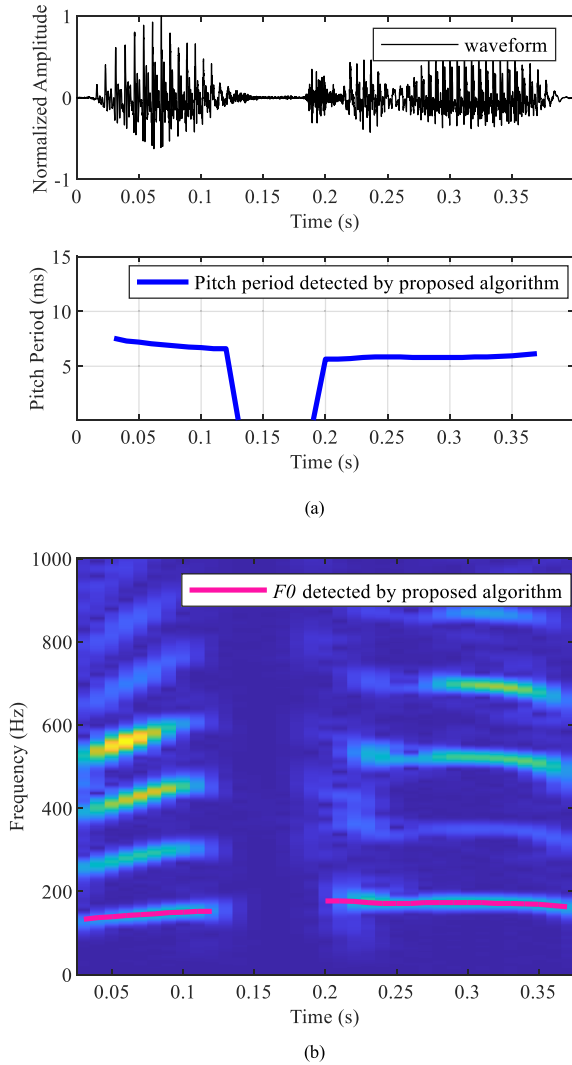 1
0
-1
Normalized Amplitude
waveform
0 0.05 0.1 0.15 0.2 0.25 0.3 0.35
Time (s)
15
10
5
Pitch Period (ms)
Pitch period detected by proposed algorithm
0 0.05 0.1 0.15 0.2 0.25 0.3 0.35
Time (s)
(a)
1000
800
600
400
200
0
Frequency (Hz)
F0 detected by proposed algorithm
0.05 0.1 0.15 0.2 0.25 0.3 0.35
Time (s)
(b)